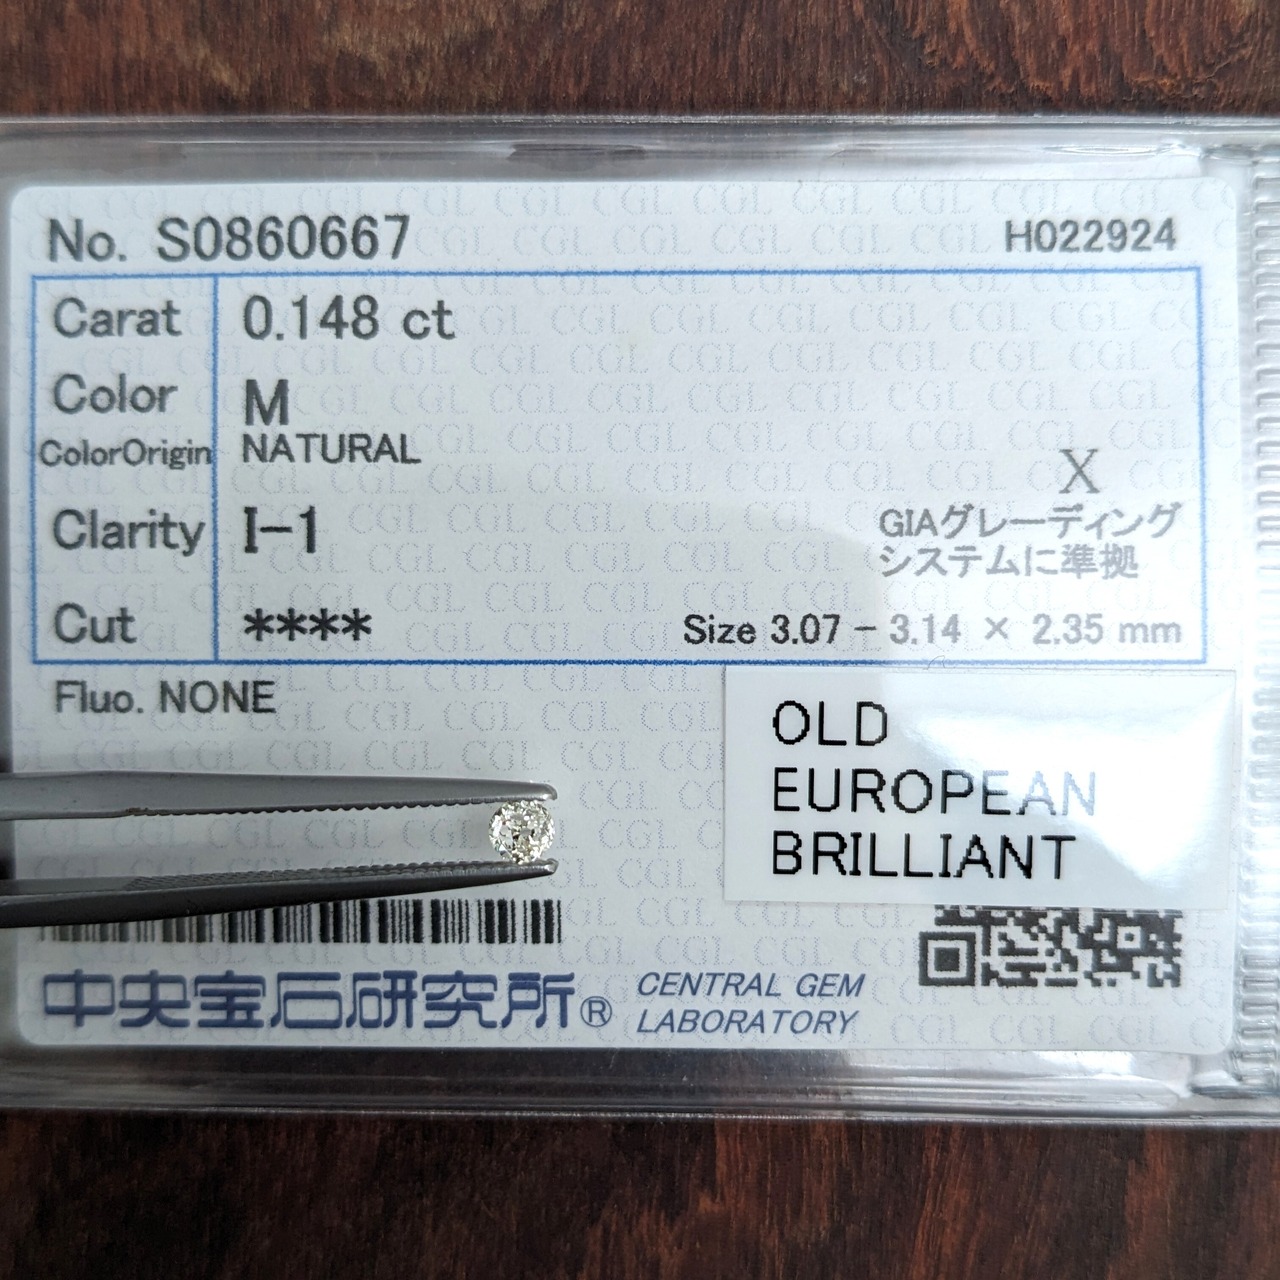 No. S0860667
H022924
Carat 0.148 ct
Color M
ColorOrigin NATURAL
X
Clarity I-1
GIAグレーディング
システムに準拠
Cut ****
Size 3.07 - 3.14 × 2.35 mm
Fluo. NONE
OLD
EUROPEAN
BRILLIANT
中央宝石研究所®
CENTRAL GEM
LABORATORY